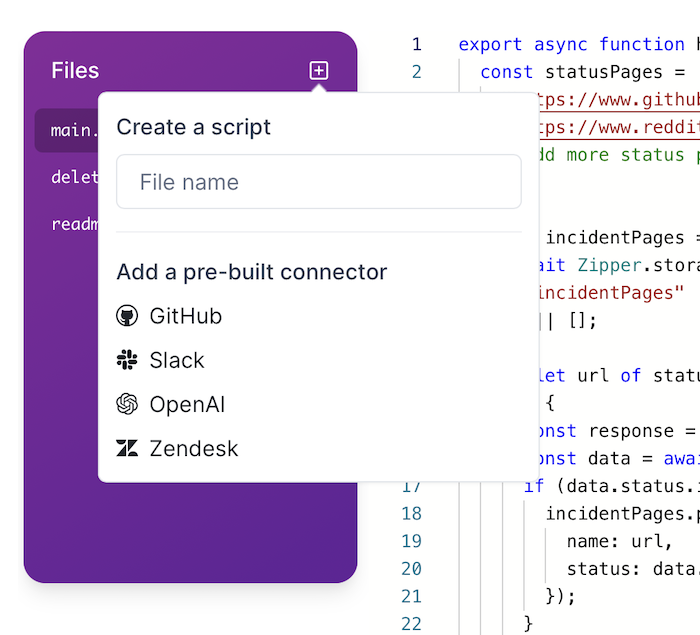 Files
main.
delet
readm
Create a script
File name
Add a pre-built connector
GitHub
Slack
OpenAI
Zendesk
1 export async function
2 const statusPages =
tps://www.github
tps://www.reddit
dd more status
incidentPages =
ait Zipper.stora
incidentPages"
|| [];
let url of statu
{
onst response =
onst data = awai
17 if (data.status.i
18 incidentPages.p
19 name: url,
20 status: data.
21 });
22 }